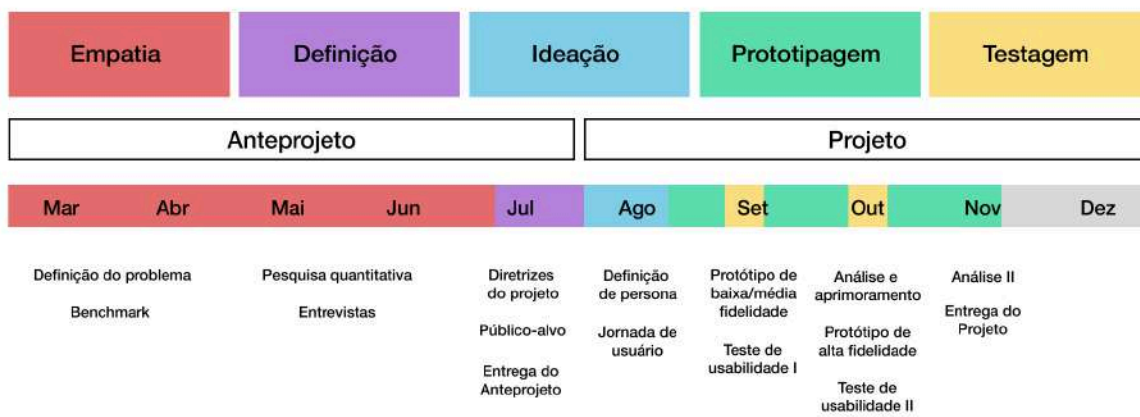 Empatia
Definição
Ideação
Prototipagem
Testagem
Anteprojeto
Projeto
Mar
Abr
Mai
Jun
Jul
Ago
Set
Out
Nov
Dez
Definição do problema
Benchmark
Pesquisa quantitativa
Entrevistas
Diretrizes
do projeto
Público-alvo
Entrega do
Anteprojeto
Definição
de persona
Jornada de
usuário
Protótipo de
baixa/média
fidelidade
Teste de
usabilidade I
Análise e
aprimoramento
Protótipo de
alta fidelidade
Teste de
usabilidade II
Análise II
Entrega do
Projeto